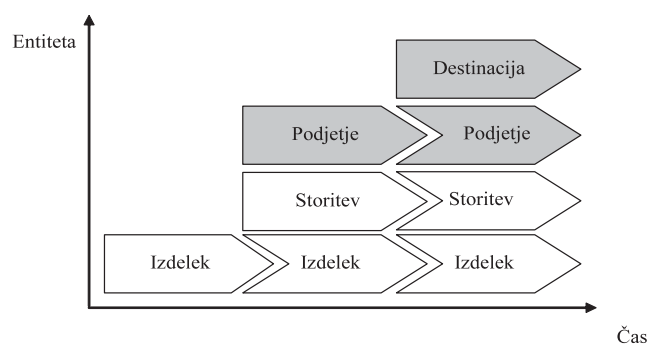 Entiteta
Destinacija
Podjetje Podjetje
Storitev Storitev
Izdelek Izdelek Izdelek
Čas